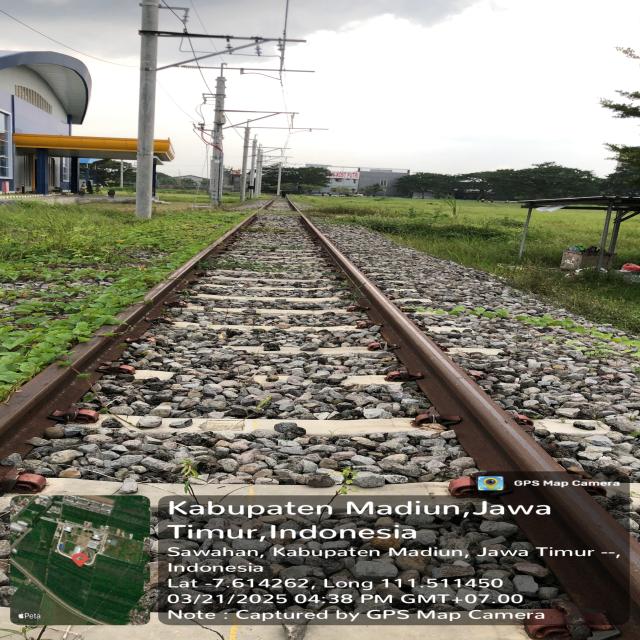 GPS Map Camera
Kabupaten Madiun,Jawa
Timur,Indonesia
Sawahan, Kabupaten Madiun, Jawa Timur --,
Indonesia
Lat -7.614262, Long 111.511450
03/21/2025 04:38 PM GMT+07.00
Note : Captured by GPS Map Camera
Peta